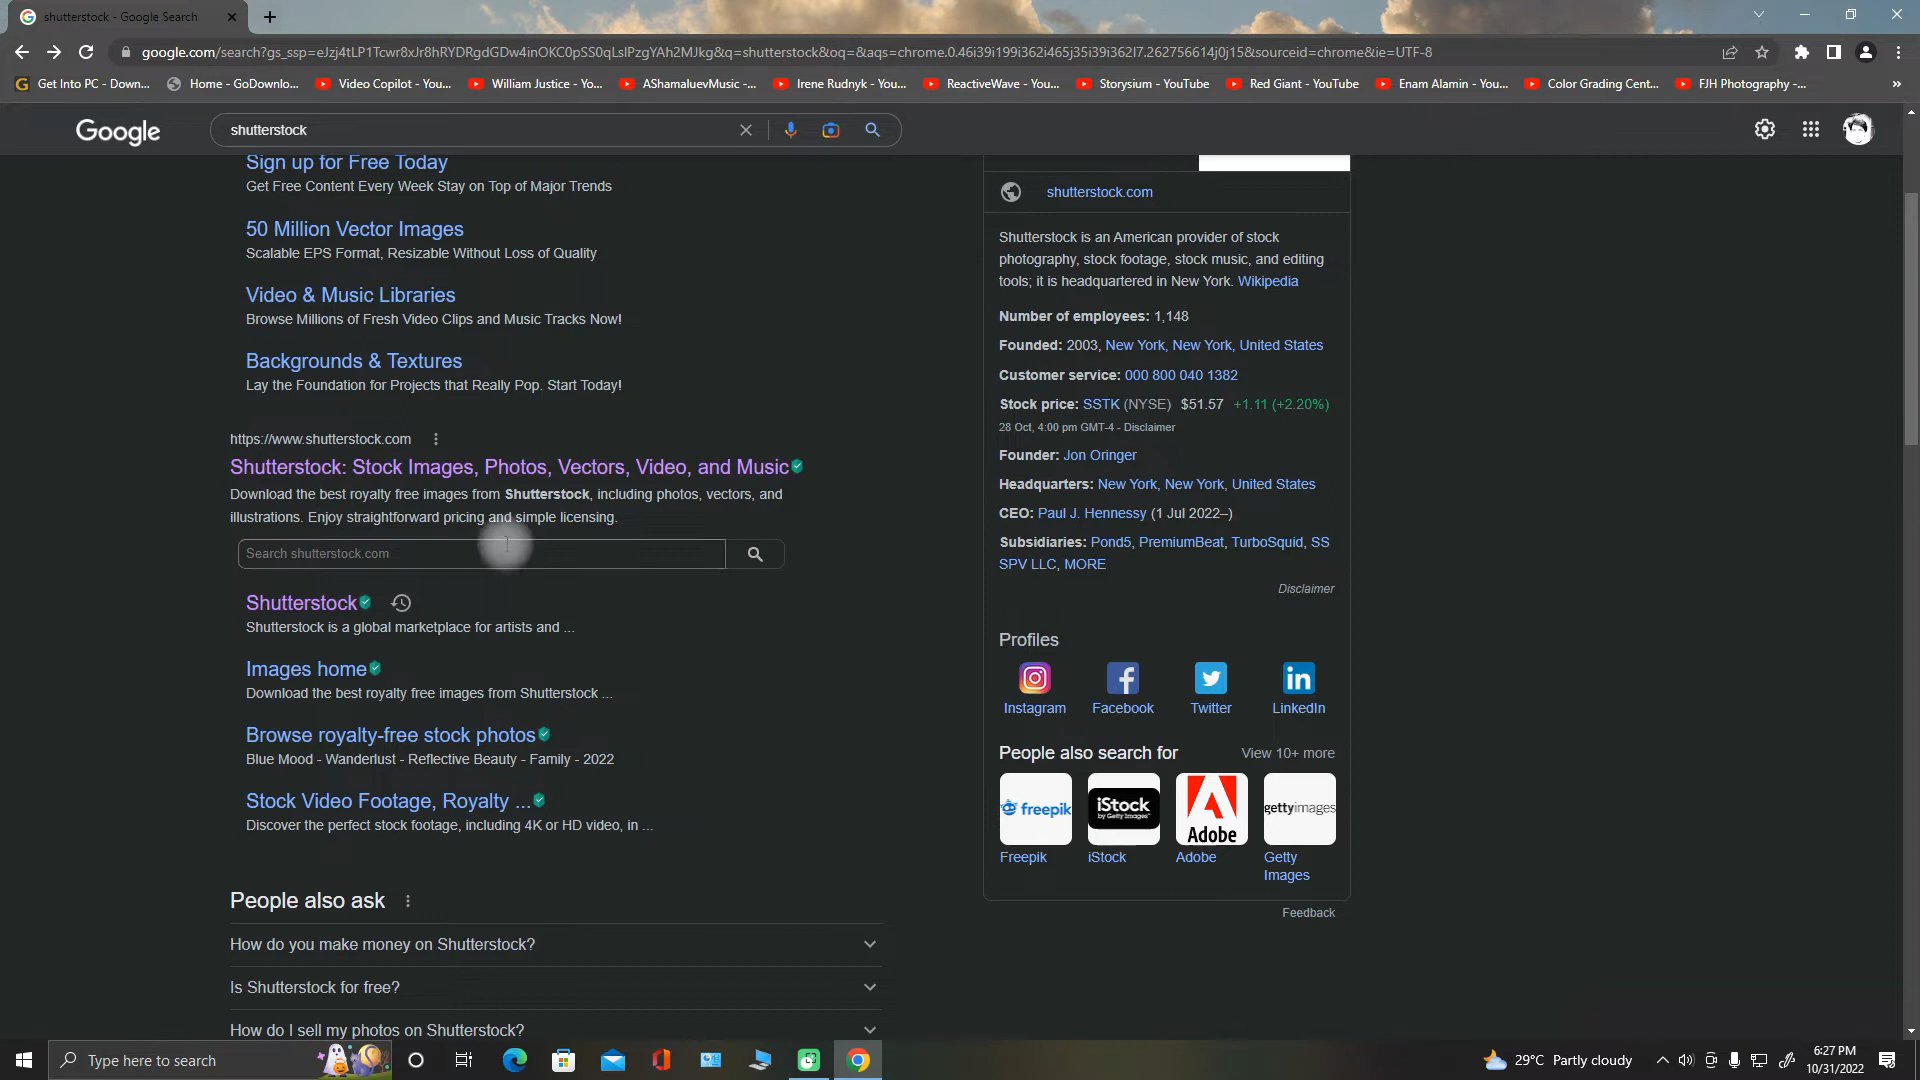 shutterstock - Google Search
google.com/search?gs_ssp=eJzj4tLP1Tcwr8xJr8hRYDRgdGDw4inOKC0pSS0qLslPzgYAh2MJkg&q=shutterstock&oq=&aqs=chrome.0.46i39i199i362i465j35i39i362l7.262756614j0j15&sourceid=chrome&ie=UTF-8
Get Into PC - Down...
Home - GoDownlo...
Video Copilot - You...
William Justice - Yo...
AShamaluevMusic -...
Irene Rudnyk - You...
ReactiveWave - You...
Storysium - YouTube
Red Giant - YouTube
Enam Alamin - You...
Color Grading Cent...
FJH Photography -...
Google
shutterstock
Sign up for Free Today
Get Free Content Every Week Stay on Top of Major Trends
50 Million Vector Images
Scalable EPS Format, Resizable Without Loss of Quality
Video & Music Libraries
Browse Millions of Fresh Video Clips and Music Tracks Now!
Backgrounds & Textures
Lay the Foundation for Projects that Really Pop. Start Today!
https://www.shutterstock.com
Shutterstock: Stock Images, Photos, Vectors, Video, and Music
Download the best royalty free images from Shutterstock, including photos, vectors, and
illustrations. Enjoy straightforward pricing and simple licensing.
Search shutterstock.com
Shutterstock
Shutterstock is a global marketplace for artists and ...
Images home
Download the best royalty free images from Shutterstock ...
Browse royalty-free stock photos
Blue Mood - Wanderlust - Reflective Beauty - Family - 2022
Stock Video Footage, Royalty ...
Discover the perfect stock footage, including 4K or HD video, in ...
People also ask
How do you make money on Shutterstock?
Is Shutterstock for free?
How do I sell my photos on Shutterstock?
shutterstock.com
Shutterstock is an American provider of stock
photography, stock footage, stock music, and editing
tools; it is headquartered in New York. Wikipedia
Number of employees: 1,148
Founded: 2003, New York, New York, United States
Customer service: 000 800 040 1382
Stock price: SSTK (NYSE) $51.57 +1.11 (+2.20%)
28 Oct, 4:00 pm GMT-4 - Disclaimer
Founder: Jon Oringer
Headquarters: New York, New York, United States
CEO: Paul J. Hennessy (1 Jul 2022–)
Subsidiaries: Pond5, PremiumBeat, TurboSquid, SS
SPV LLC, MORE
Disclaimer
Profiles
Instagram
Facebook
Twitter
LinkedIn
People also search for
View 10+ more
freepik
iStock
by Getty Images
Adobe
gettyimages
Freepik
iStock
Adobe
Getty
Images
Feedback
Type here to search
29°C Partly cloudy
6:27 PM
10/31/2022